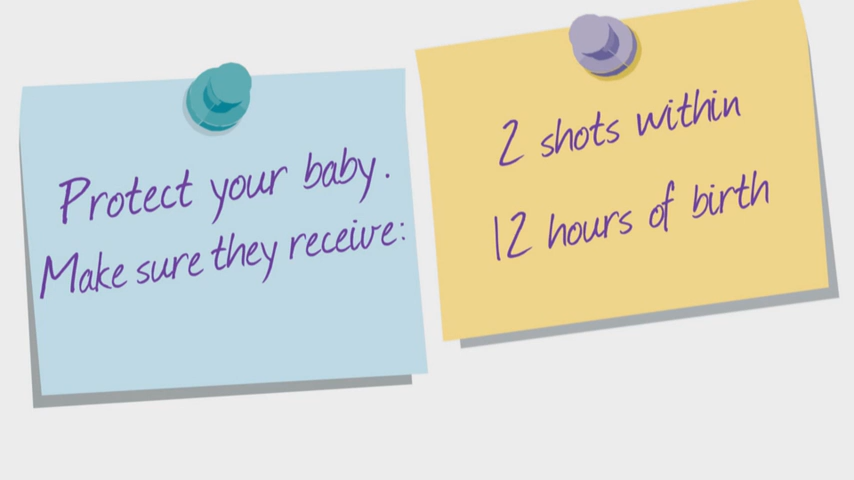 Protect your baby.
Make sure they receive:
2 shots within
12 hours of birth